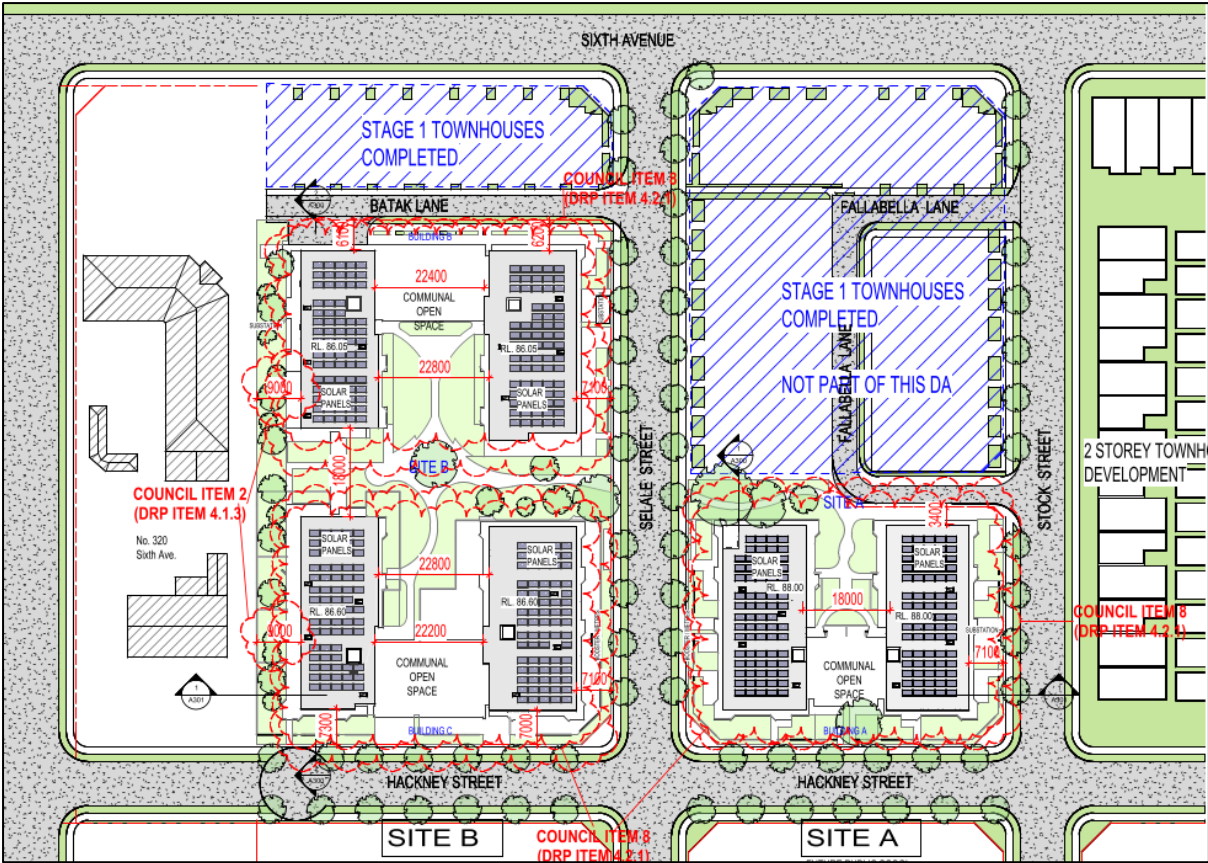 SIXTH AVENUE
STAGE 1 TOWNHOUSES
COMPLETED
COUNCIL ITEM 8
(DRP ITEM 4.2.1)
BATAK LANE
FALLABELLA LANE
BUILDING B
22400
COMMUNAL
OPEN
SPACE
RL. 86.05
RL. 86.05
22800
9000
7100
SOLAR
PANELS
SOLAR
PANELS
STAGE 1 TOWNHOUSES
COMPLETED
NOT PART OF THIS DA
FALLABELLA LANE
SELALE STREET
STOCK STREET
2 STOREY TOWNH
DEVELOPMENT
18000
SITE B
SITE A
3400
COUNCIL ITEM 2
(DRP ITEM 4.1.3)
No. 320
Sixth Ave.
SOLAR
PANELS
SOLAR
PANELS
22800
RL. 86.60
RL. 86.60
22200
9000
7100
COMMUNAL
OPEN
SPACE
7300
7000
BUILDING C
SOLAR
PANELS
SOLAR
PANELS
RL. 88.00
RL. 88.00
18000
SUBSTATION
7100
COMMUNAL
OPEN
SPACE
BUILDING A
COUNCIL ITEM 8
(DRP ITEM 4.2.1)
1
A301
1
HACKNEY STREET
HACKNEY STREET
SITE B
SITE A
COUNCIL ITEM 8
(DRP ITEM 4.2.1)